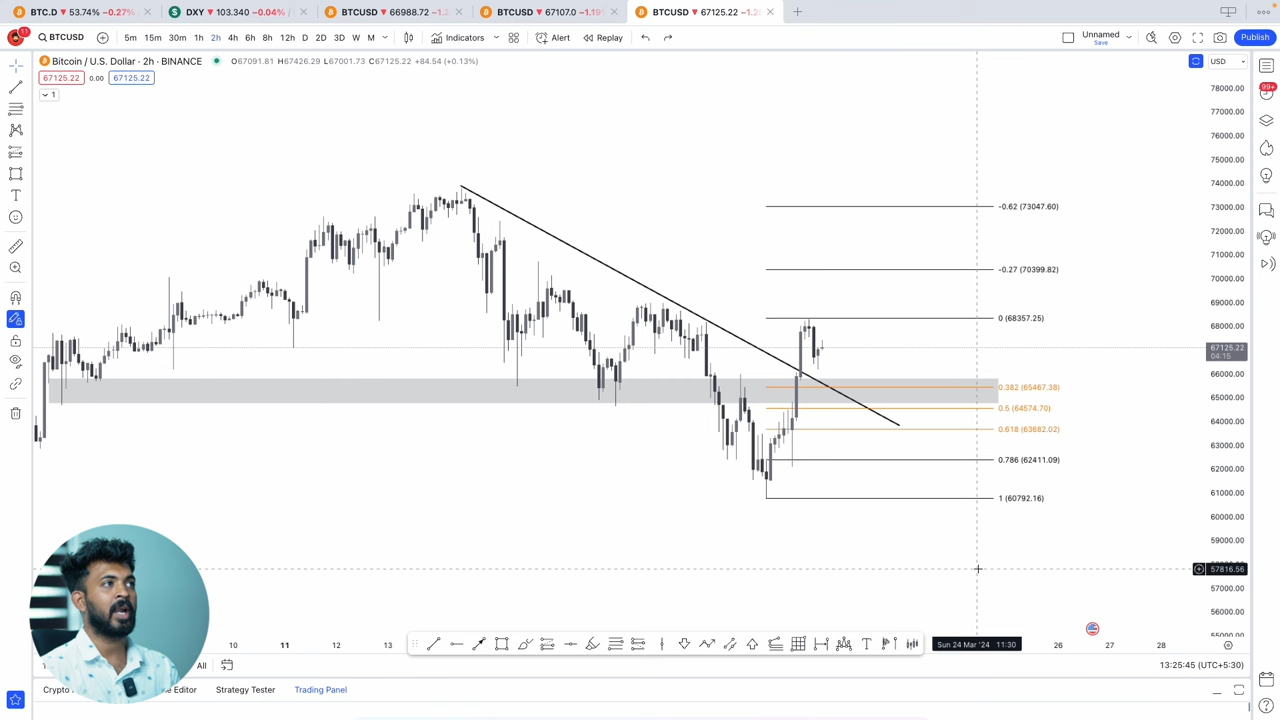 BTC.D ▼ 53.74% −0.27%
DXY ▼ 103.340 −0.04%
BTCUSD ▼ 66988.72
BTCUSD ▼ 67107.0 −1.19
BTCUSD ▼ 67125.22
11
BTCUSD
5m 15m 30m 1h 2h 4h 6h 8h 12h D 2D 3D W M
Indicators
Alert
Replay
Unnamed
Save
Publish
Bitcoin / U.S. Dollar · 2h · BINANCE
O67091.81 H67426.29 L67001.73 C67125.22 +84.54 (+0.13%)
USD
67125.22 0.00 67125.22
1
99+
78000.00
77000.00
76000.00
75000.00
74000.00
73000.00
72000.00
71000.00
70000.00
69000.00
68000.00
67125.22
04:15
66000.00
65000.00
64000.00
63000.00
62000.00
61000.00
60000.00
59000.00
57816.56
57000.00
56000.00
55000.00
-0.62 (73047.60)
-0.27 (70399.82)
0 (68357.25)
0.382 (65467.38)
0.5 (64574.70)
0.618 (63682.02)
0.786 (62411.09)
1 (60792.16)
10 11 12 13
Sun 24 Mar '24 11:30
26 27 28
All
13:25:45 (UTC+5:30)
Crypto
e Editor
Strategy Tester
Trading Panel